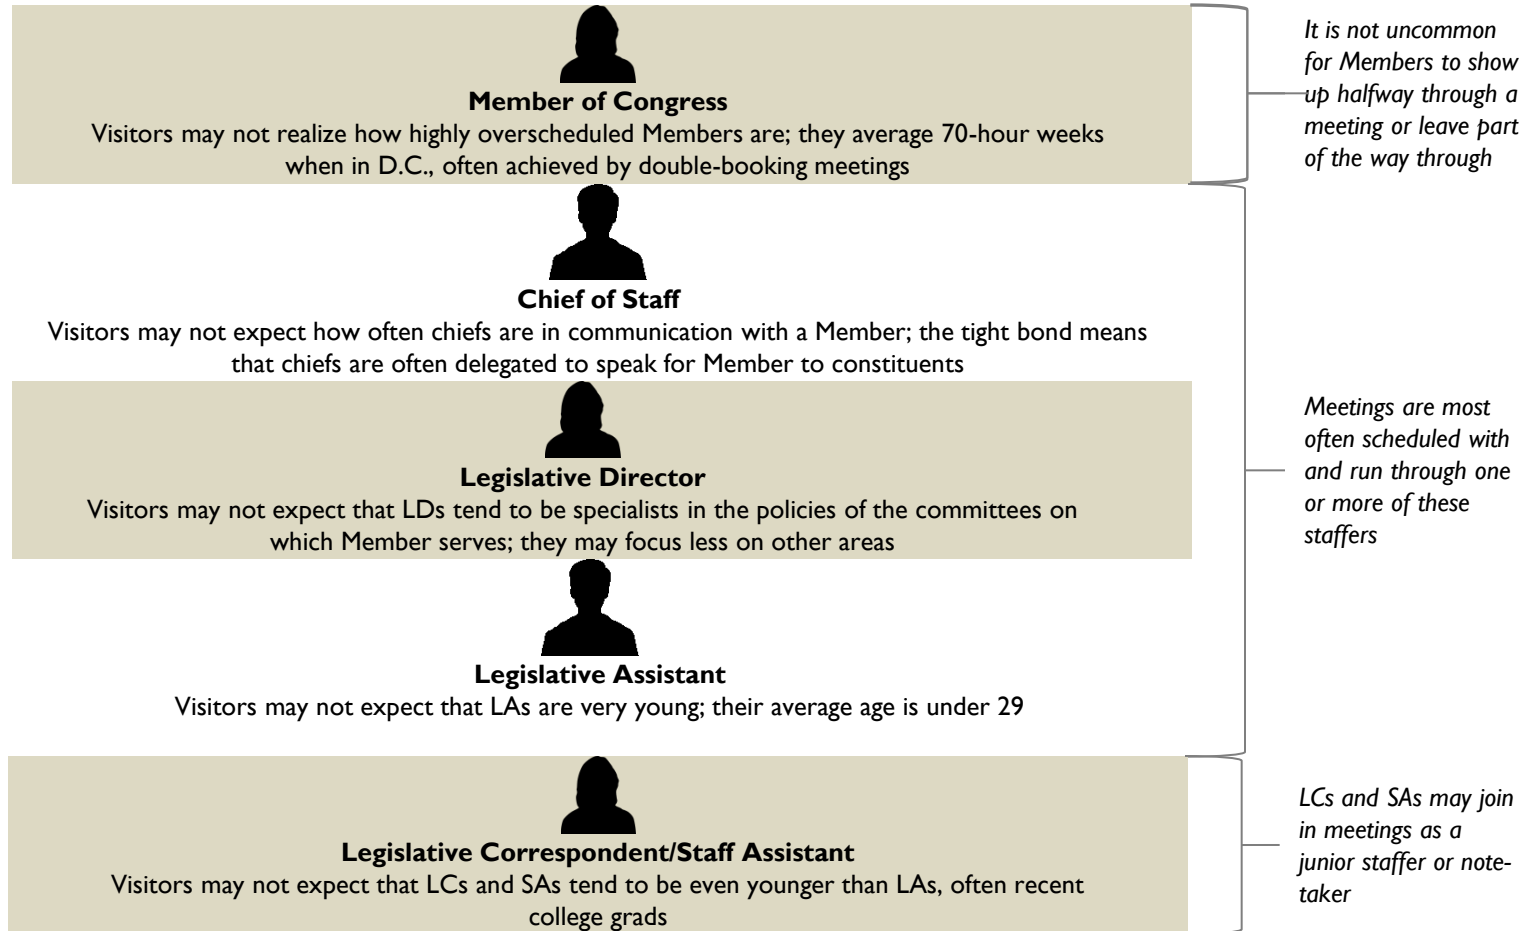 Member of Congress
Visitors may not realize how highly overscheduled Members are; they average 70-hour weeks
when in D.C., often achieved by double-booking meetings
It is not uncommon
for Members to show
up halfway through a
meeting or leave part
of the way through
Chief of Staff
Visitors may not expect how often chiefs are in communication with a Member; the tight bond means
that chiefs are often delegated to speak for Member to constituents
Legislative Director
Visitors may not expect that LDs tend to be specialists in the policies of the committees on
which Member serves; they may focus less on other areas
Legislative Assistant
Visitors may not expect that LAs are very young; their average age is under 29
Meetings are most
often scheduled with
and run through one
or more of these
staffers
Legislative Correspondent/Staff Assistant
Visitors may not expect that LCs and SAs tend to be even younger than LAs, often recent
college grads
LCs and SAs may join
in meetings as a
junior staffer or note-
taker